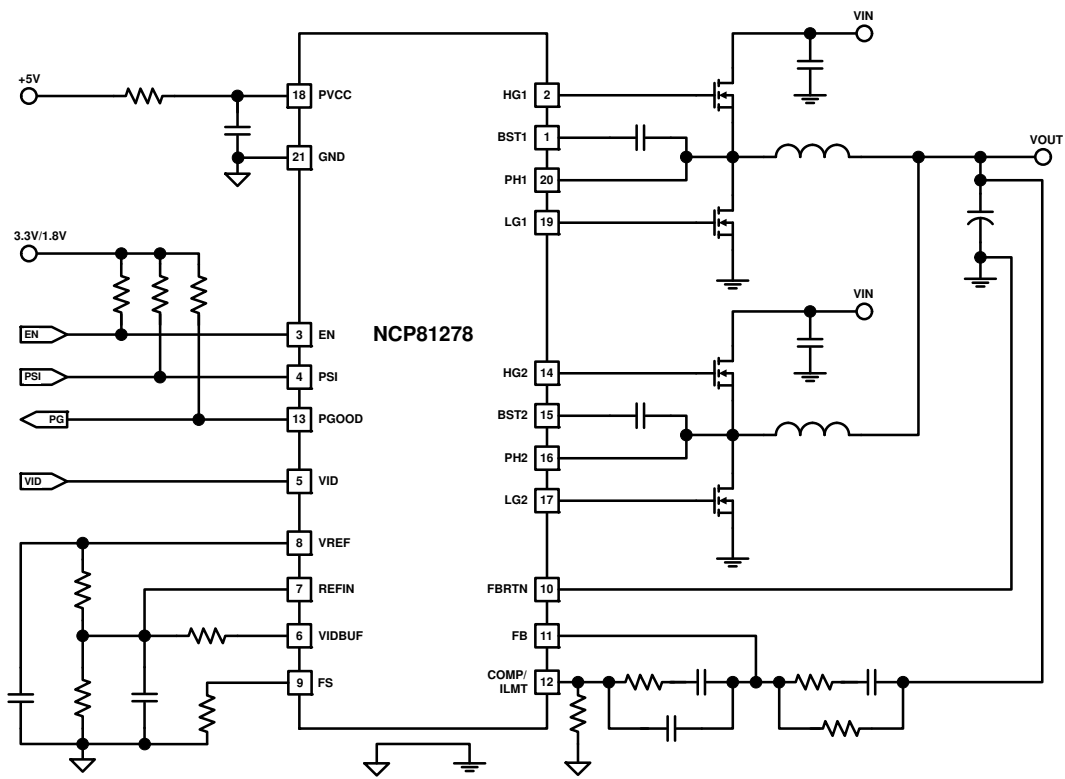 +5V
3.3V/1.8V
EN
PSI
PG
VID
18 PVCC
21 GND
3 EN
4 PSI
13 PGOOD
5 VID
8 VREF
7 REFIN
6 VIDBUF
9 FS
NCP81278
HG1 2
BST1 1
PH1 20
LG1 19
HG2 14
BST2 15
PH2 16
LG2 17
FBRTN 10
FB 11
COMP/
ILMT 12
VIN
VOUT
VIN